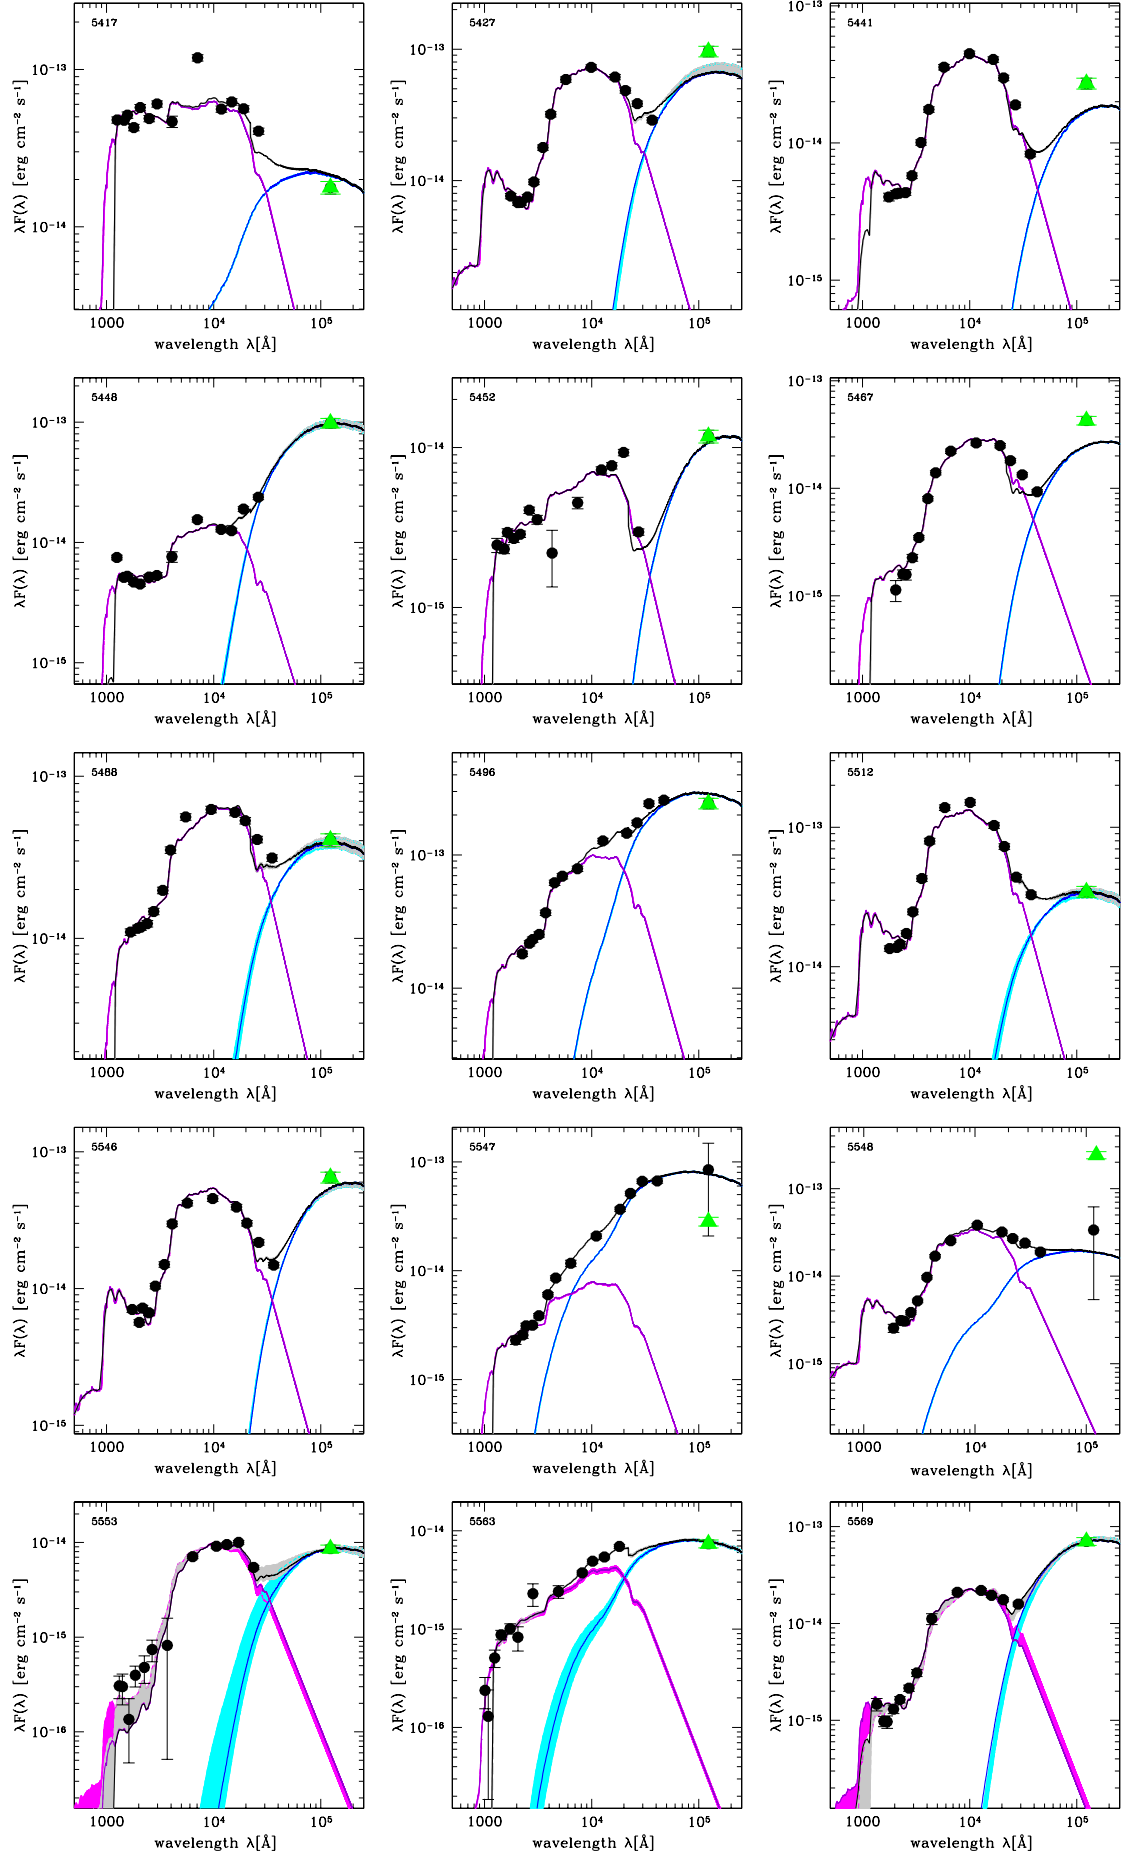 5417
λF(λ) [erg cm⁻² s⁻¹]
10⁻¹³
10⁻¹⁴
1000 10⁴ 10⁵
wavelength λ[Å]
5427
λF(λ) [erg cm⁻² s⁻¹]
10⁻¹³
10⁻¹⁴
1000 10⁴ 10⁵
wavelength λ[Å]
5441
λF(λ) [erg cm⁻² s⁻¹]
10⁻¹³
10⁻¹⁴
10⁻¹⁵
1000 10⁴ 10⁵
wavelength λ[Å]
5448
λF(λ) [erg cm⁻² s⁻¹]
10⁻¹³
10⁻¹⁴
10⁻¹⁵
1000 10⁴ 10⁵
wavelength λ[Å]
5452
λF(λ) [erg cm⁻² s⁻¹]
10⁻¹⁴
10⁻¹⁵
1000 10⁴ 10⁵
wavelength λ[Å]
5467
λF(λ) [erg cm⁻² s⁻¹]
10⁻¹³
10⁻¹⁴
10⁻¹⁵
1000 10⁴ 10⁵
wavelength λ[Å]
5488
λF(λ) [erg cm⁻² s⁻¹]
10⁻¹³
10⁻¹⁴
1000 10⁴ 10⁵
wavelength λ[Å]
5496
λF(λ) [erg cm⁻² s⁻¹]
10⁻¹³
10⁻¹⁴
1000 10⁴ 10⁵
wavelength λ[Å]
5512
λF(λ) [erg cm⁻² s⁻¹]
10⁻¹³
10⁻¹⁴
1000 10⁴ 10⁵
wavelength λ[Å]
5546
λF(λ) [erg cm⁻² s⁻¹]
10⁻¹³
10⁻¹⁴
10⁻¹⁵
1000 10⁴ 10⁵
wavelength λ[Å]
5547
λF(λ) [erg cm⁻² s⁻¹]
10⁻¹³
10⁻¹⁴
10⁻¹⁵
1000 10⁴ 10⁵
wavelength λ[Å]
5548
λF(λ) [erg cm⁻² s⁻¹]
10⁻¹³
10⁻¹⁴
10⁻¹⁵
1000 10⁴ 10⁵
wavelength λ[Å]
5553
λF(λ) [erg cm⁻² s⁻¹]
10⁻¹⁴
10⁻¹⁵
10⁻¹⁶
1000 10⁴ 10⁵
wavelength λ[Å]
5563
λF(λ) [erg cm⁻² s⁻¹]
10⁻¹⁴
10⁻¹⁵
10⁻¹⁶
1000 10⁴ 10⁵
wavelength λ[Å]
5569
λF(λ) [erg cm⁻² s⁻¹]
10⁻¹³
10⁻¹⁴
10⁻¹⁵
1000 10⁴ 10⁵
wavelength λ[Å]